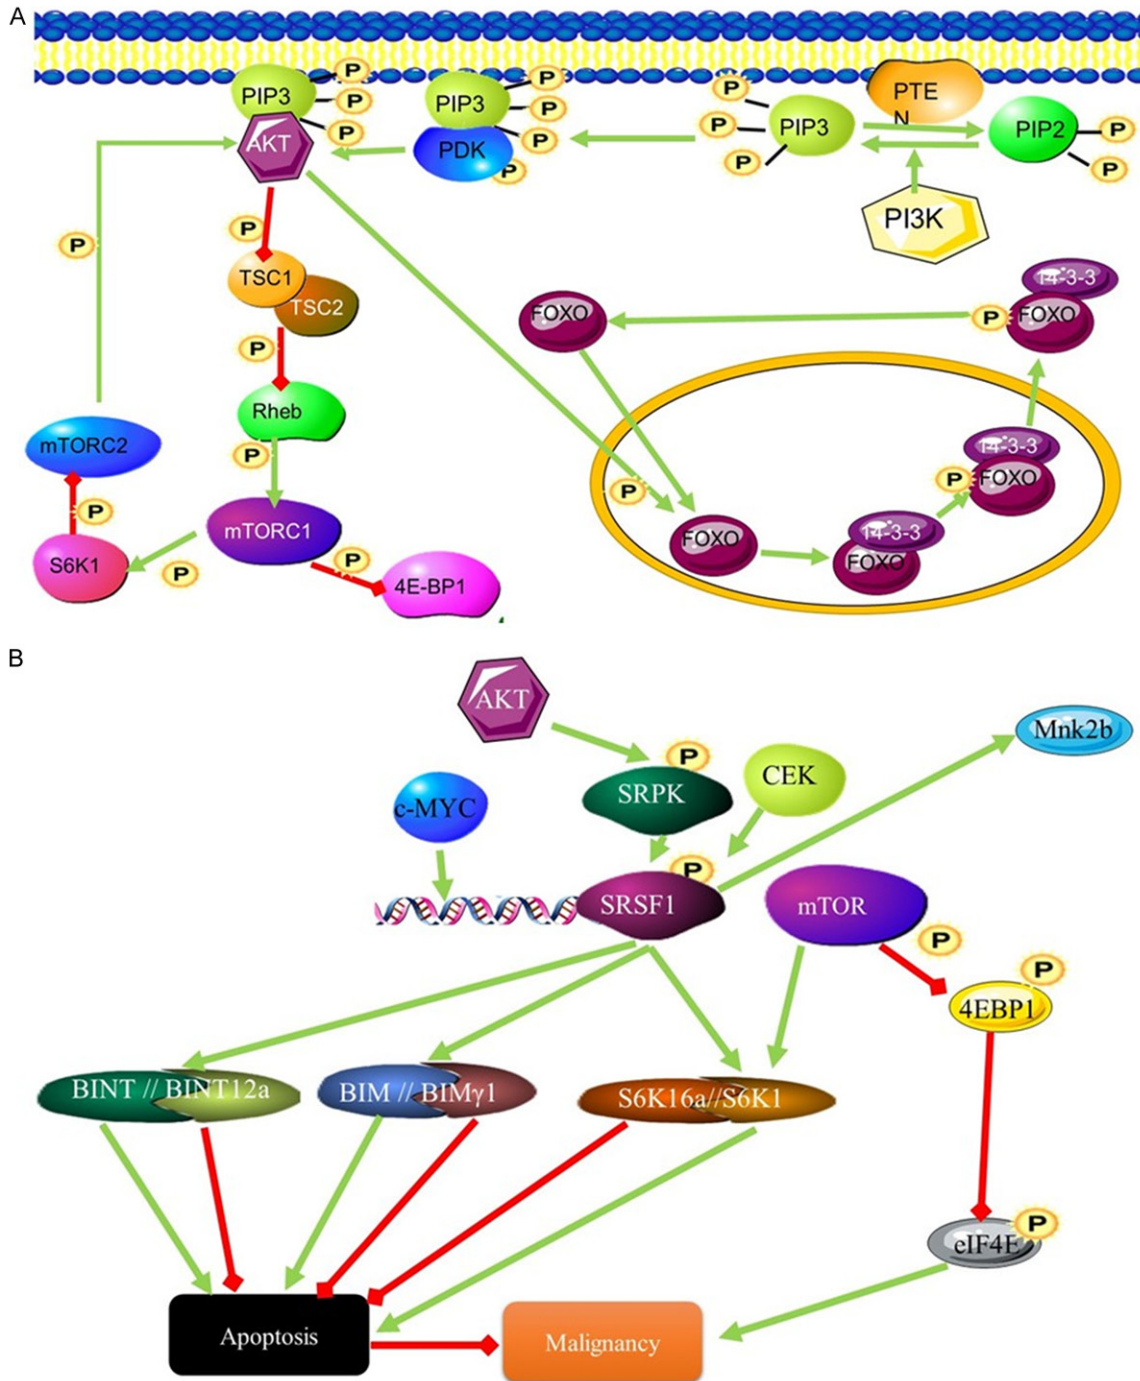 A
P
P
PIP3
P
P
AKT
P
PIP3
P
P
PDK
P
P
P
P
PIP3
PTE
N
PIP2
P
P
PI3K
P
P
TSC1
TSC2
14-3-3
FOXO
P
FOXO
P
Rheb
mTORC2
P
14-3-3
FOXO
P
P
P
mTORC1
FOXO
14-3-3
FOXO
S6K1
P
P
4E-BP1
B
AKT
Mnk2b
P
SRPK
CEK
c-MYC
P
SRSF1
mTOR
P
P
4EBP1
BINT // BINT12a
BIM // BIMγ1
S6K16a//S6K1
P
eIF4E
Apoptosis
Malignancy